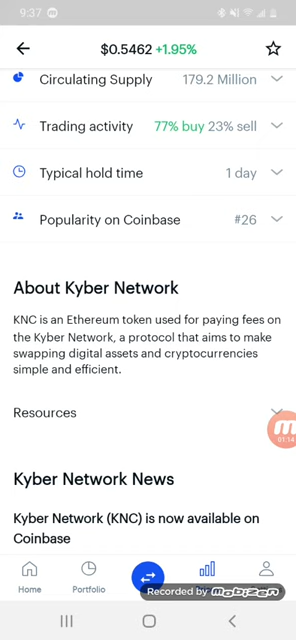 9:37
$0.5462 +1.95%
Circulating Supply 179.2 Million
Trading activity 77% buy 23% sell
Typical hold time 1 day
Popularity on Coinbase #26
About Kyber Network
KNC is an Ethereum token used for paying fees on
the Kyber Network, a protocol that aims to make
swapping digital assets and cryptocurrencies
simple and efficient.
Resources
01:14
Kyber Network News
Kyber Network (KNC) is now available on
Coinbase
Home Portfolio
Recorded by Mobizen